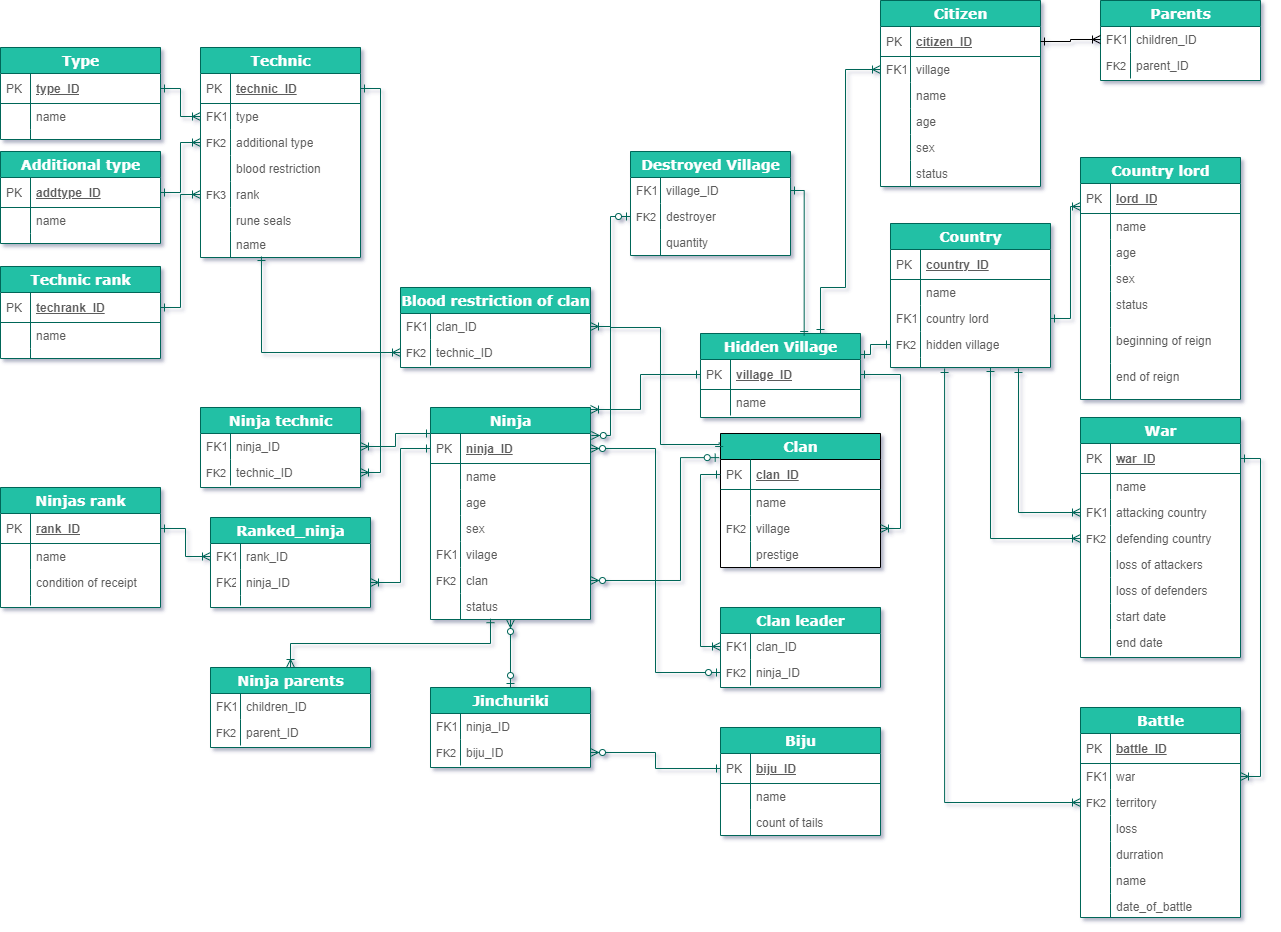 Type
PK type_ID
name
Additional type
PK addtype_ID
name
Technic rank
PK techrank_ID
name
Technic
PK technic_ID
FK1 type
FK2 additional type
blood restriction
FK3 rank
rune seals
name
Blood restriction of clan
FK1 clan_ID
FK2 technic_ID
Destroyed Village
FK1 village_ID
FK2 destroyer
quantity
Citizen
PK citizen_ID
FK1 village
name
age
sex
status
Parents
FK1 children_ID
FK2 parent_ID
Country lord
PK lord_ID
name
age
sex
status
beginning of reign
end of reign
Country
PK country_ID
name
FK1 country lord
FK2 hidden village
Hidden Village
PK village_ID
name
Ninja technic
FK1 ninja_ID
FK2 technic_ID
Ninjas rank
PK rank_ID
name
condition of receipt
Ranked_ninja
FK1 rank_ID
FK2 ninja_ID
Ninja
PK ninja_ID
name
age
sex
FK1 vilage
FK2 clan
status
Clan
PK clan_ID
name
FK2 village
prestige
Clan leader
FK1 clan_ID
FK2 ninja_ID
War
PK war_ID
name
FK1 attacking country
FK2 defending country
loss of attackers
loss of defenders
start date
end date
Ninja parents
FK1 children_ID
FK2 parent_ID
Jinchuriki
FK1 ninja_ID
FK2 biju_ID
Biju
PK biju_ID
name
count of tails
Battle
PK battle_ID
FK1 war
FK2 territory
loss
durration
name
date_of_battle